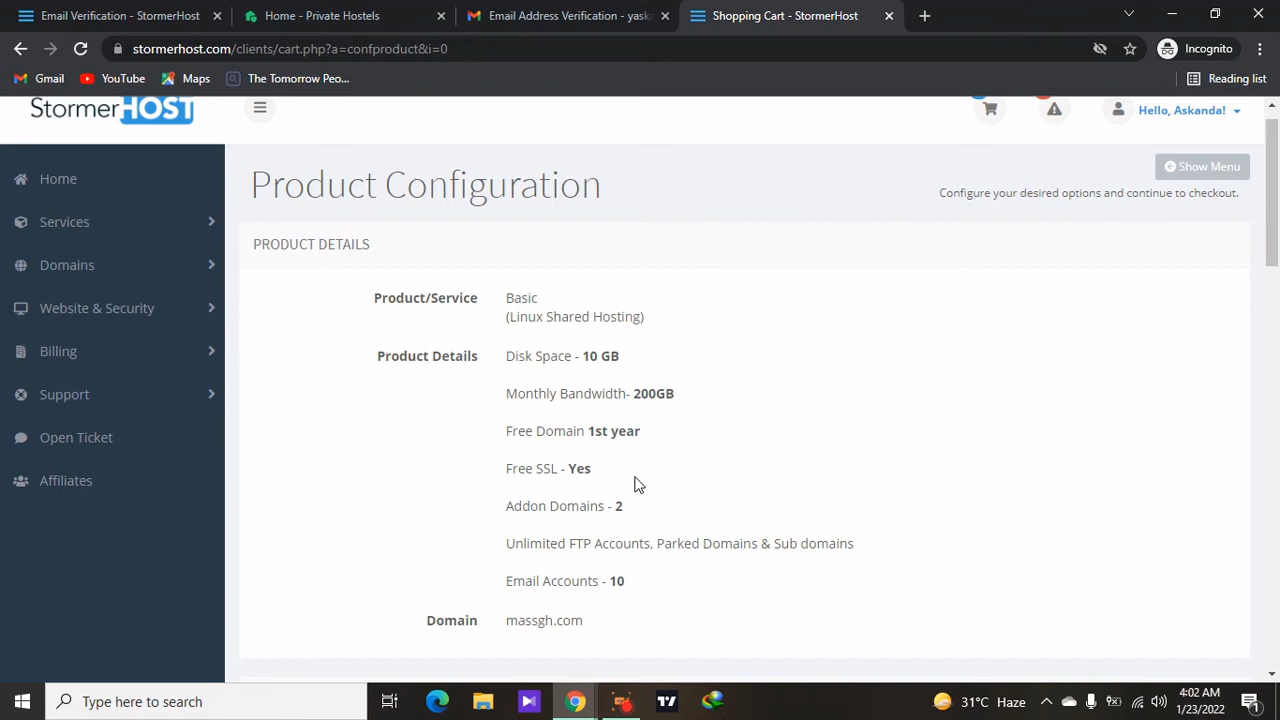 Email Verification - StormerHost
Home - Private Hostels
Email Address Verification - yaska
Shopping Cart - StormerHost
stormerhost.com/clients/cart.php?a=confproduct&i=0
Incognito
Gmail
YouTube
Maps
The Tomorrow Peo...
Reading list
StormerHOST
Hello, Askanda!
Home
Services
Domains
Website & Security
Billing
Support
Open Ticket
Affiliates
Product Configuration
Show Menu
Configure your desired options and continue to checkout.
PRODUCT DETAILS
Product/Service
Basic
(Linux Shared Hosting)
Product Details
Disk Space - 10 GB
Monthly Bandwidth- 200GB
Free Domain 1st year
Free SSL - Yes
Addon Domains - 2
Unlimited FTP Accounts, Parked Domains & Sub domains
Email Accounts - 10
Domain
massgh.com
Type here to search
31°C Haze
4:02 AM
1/23/2022
1